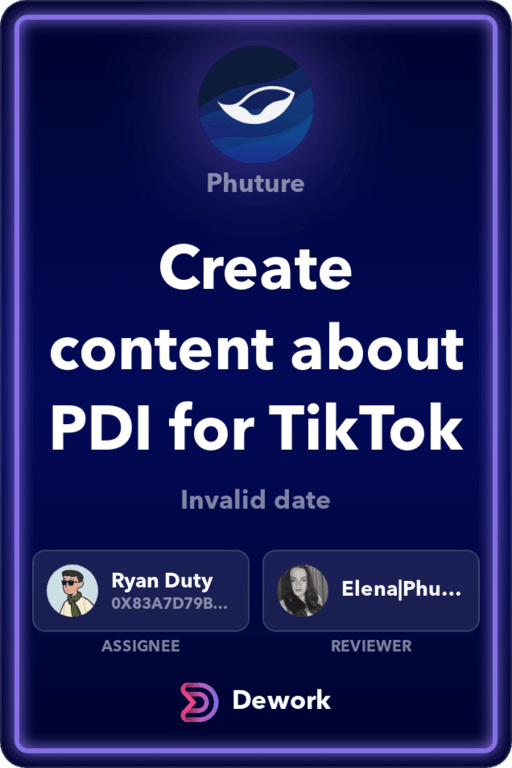 Phuture
Create
content about
PDI for TikTok
Invalid date
Ryan Duty
0X83A7D79B...
Elena|Phu...
ASSIGNEE
REVIEWER
Dework